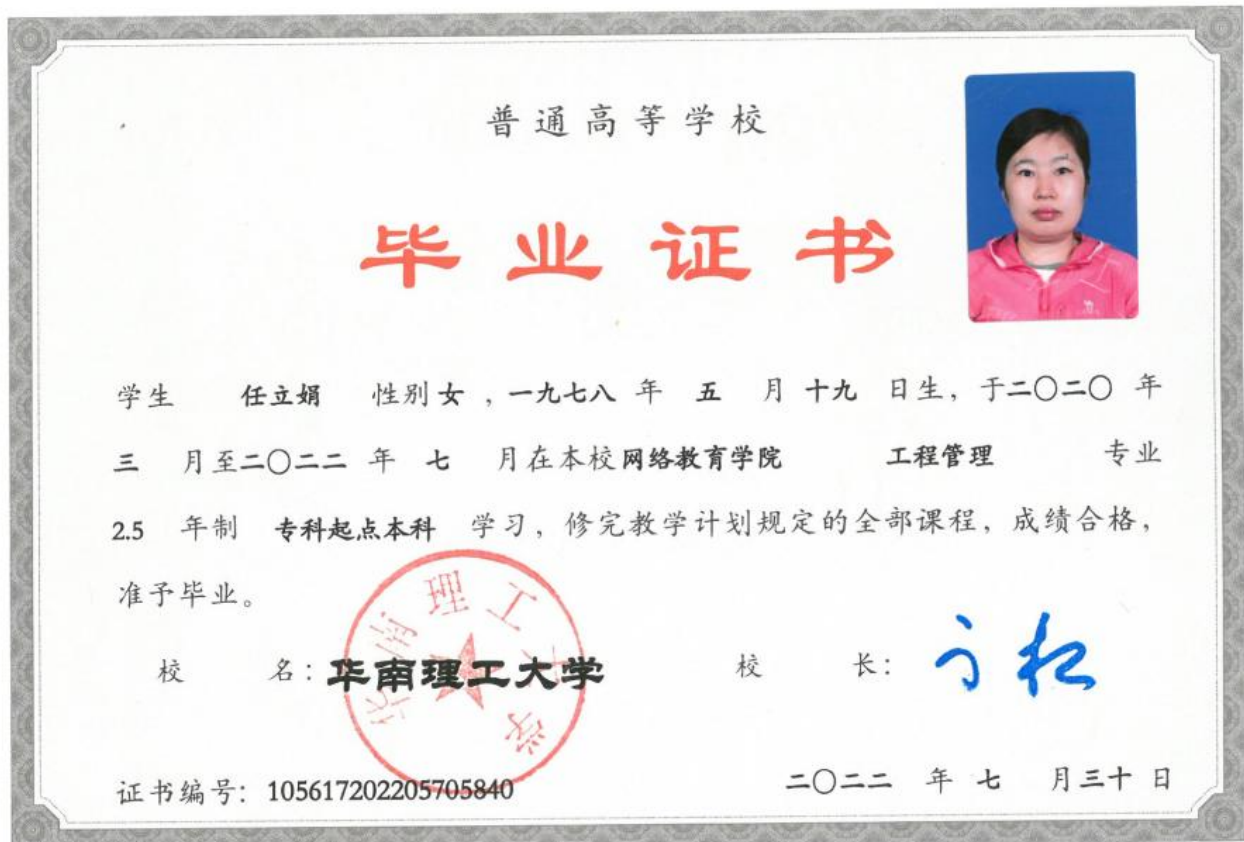 普通高等学校
毕业证书
学生 任立娟 性别 女 ，一九七八 年 五 月 十九 日生，于二〇二〇 年
三 月至二〇二二 年 七 月在本校网络教育学院 工程管理 专业
2.5 年制 专科起点本科 学习，修完教学计划规定的全部课程，成绩合格，
准予毕业。
校 名：华南理工大学 校 长：
华南理工大学
证书编号：105617202205705840 二〇二二 年 七 月三十 日